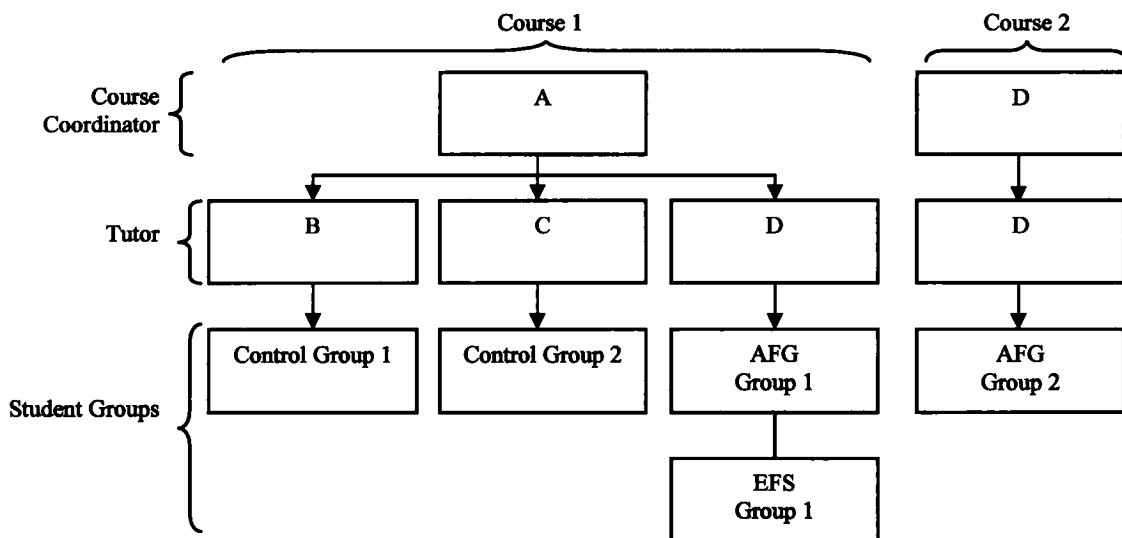 Course 1
Course 2
Course
Coordinator
A
D
Tutor
B
C
D
D
Student Groups
Control Group 1
Control Group 2
AFG
Group 1
AFG
Group 2
EFS
Group 1